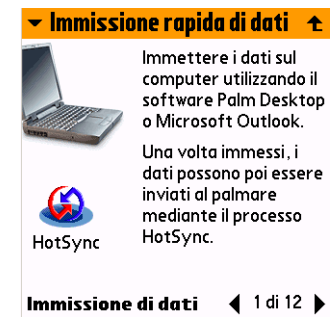 Immissione rapida di dati
Immettere i dati sul
computer utilizzando il
software Palm Desktop
o Microsoft Outlook.
Una volta immessi, i
dati possono poi essere
inviati al palmare
mediante il processo
HotSync.
HotSync
Immissione di dati
1 di 12